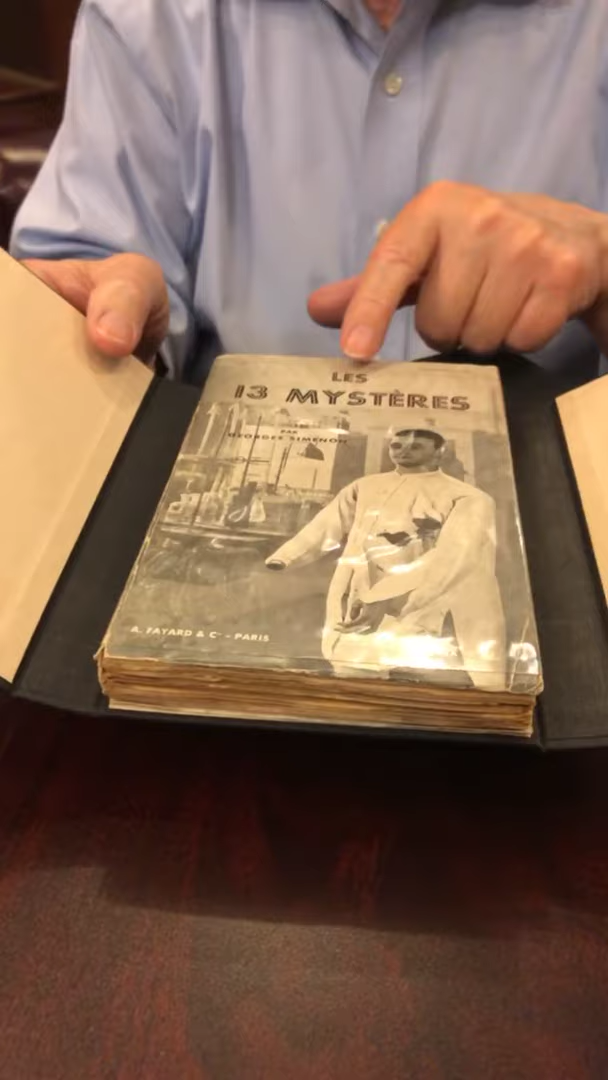 LES
13 MYSTÈRES
PAR
GEORGES SIMENON
A. FAYARD & Cⁱᵉ - PARIS